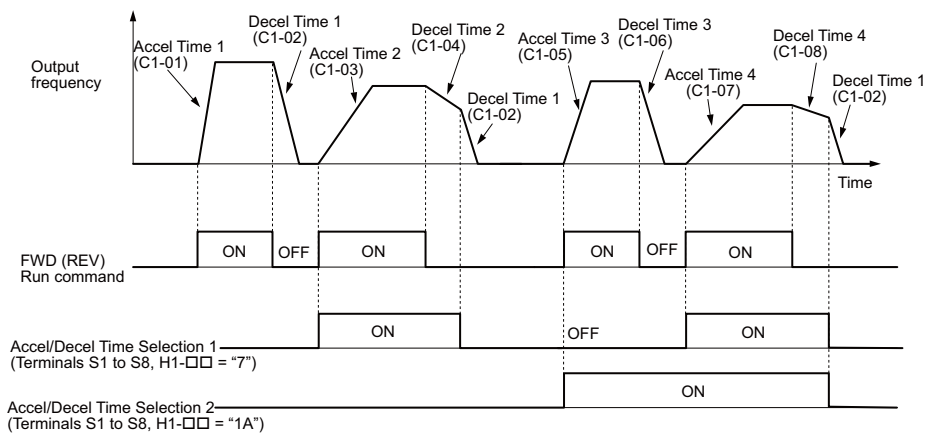 Output
frequency
Accel Time 1
(C1-01)
Decel Time 1
(C1-02)
Accel Time 2
(C1-03)
Decel Time 2
(C1-04)
Decel Time 1
(C1-02)
Accel Time 3
(C1-05)
Decel Time 3
(C1-06)
Accel Time 4
(C1-07)
Decel Time 4
(C1-08)
Decel Time 1
(C1-02)
Time
FWD (REV)
Run command
ON
OFF
ON
ON
OFF
ON
Accel/Decel Time Selection 1
(Terminals S1 to S8, H1-□□ = “7”)
ON
OFF
ON
Accel/Decel Time Selection 2
(Terminals S1 to S8, H1-□□ = “1A”)
ON